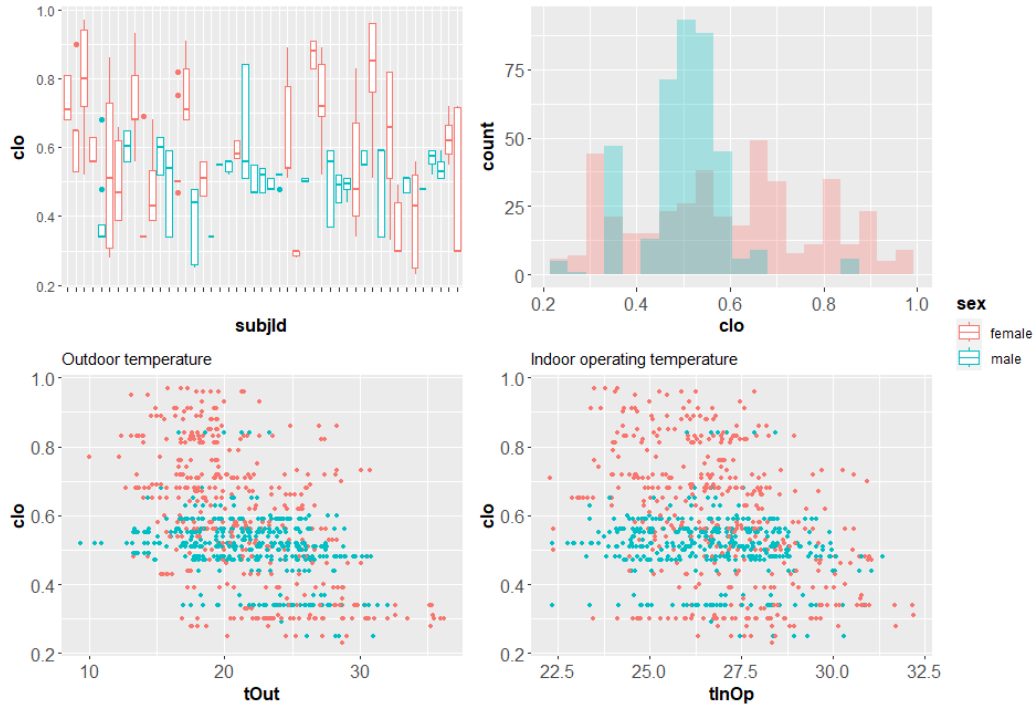 1.0
0.8
0.6
0.4
0.2
clo
subjId
75
50
25
0
count
0.2 0.4 0.6 0.8 1.0
clo
sex
female
male
Outdoor temperature
1.0
0.8
0.6
0.4
0.2
clo
10 20 30
tOut
Indoor operating temperature
1.0
0.8
0.6
0.4
0.2
clo
22.5 25.0 27.5 30.0 32.5
tInOp